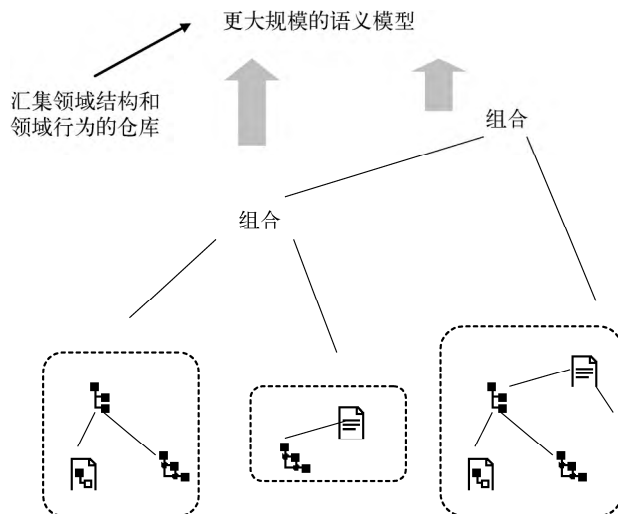 更大规模的语义模型
汇集领域结构和
领域行为的仓库
组合
组合